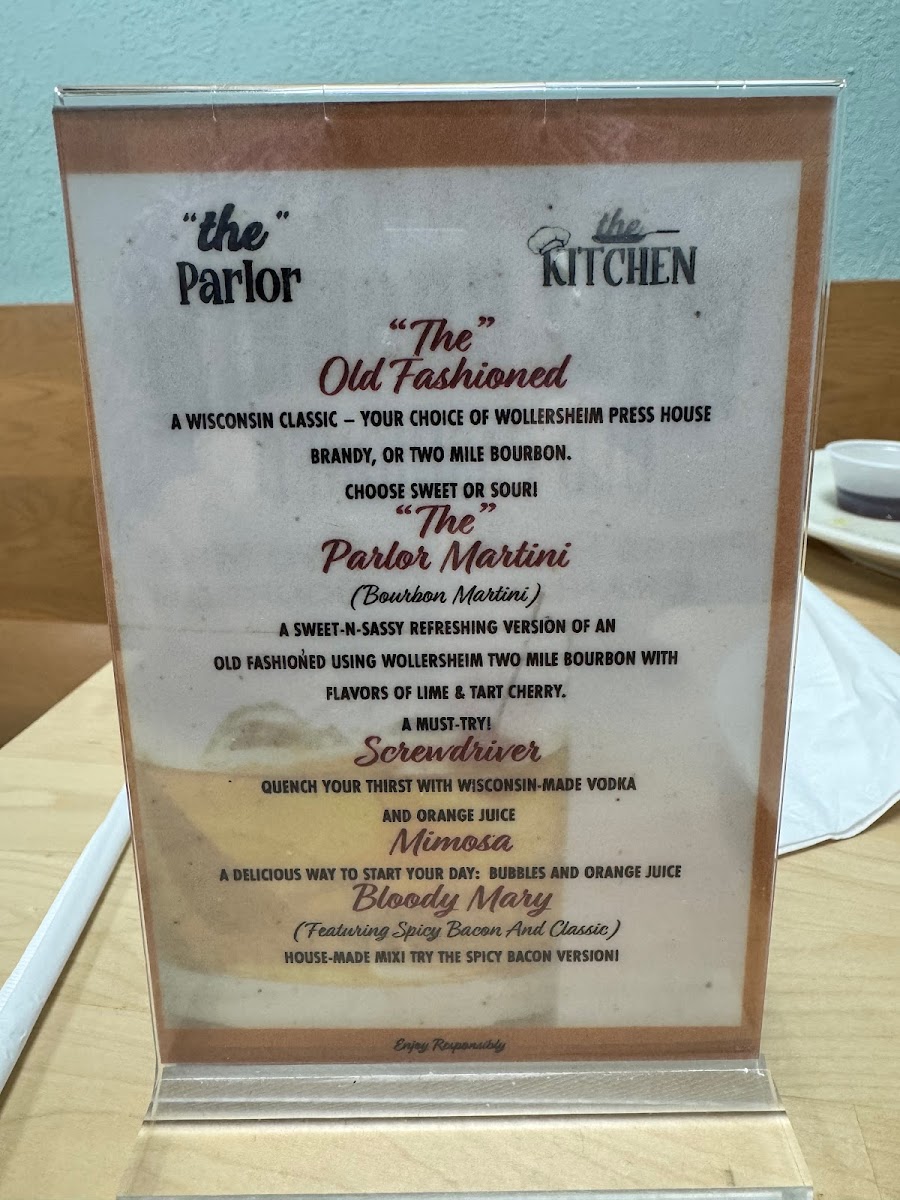 "the"
Parlor
the
KITCHEN
"The"
Old Fashioned
A WISCONSIN CLASSIC – YOUR CHOICE OF WOLLERSHEIM PRESS HOUSE
BRANDY, OR TWO MILE BOURBON.
CHOOSE SWEET OR SOUR!
"The"
Parlor Martini
(Bourbon Martini)
A SWEET-N-SASSY REFRESHING VERSION OF AN
OLD FASHIONED USING WOLLERSHEIM TWO MILE BOURBON WITH
FLAVORS OF LIME & TART CHERRY.
A MUST-TRY!
Screwdriver
QUENCH YOUR THIRST WITH WISCONSIN-MADE VODKA
AND ORANGE JUICE
Mimosa
A DELICIOUS WAY TO START YOUR DAY: BUBBLES AND ORANGE JUICE
Bloody Mary
(Featuring Spicy Bacon And Classic)
HOUSE-MADE MIX! TRY THE SPICY BACON VERSION!
Enjoy Responsibly